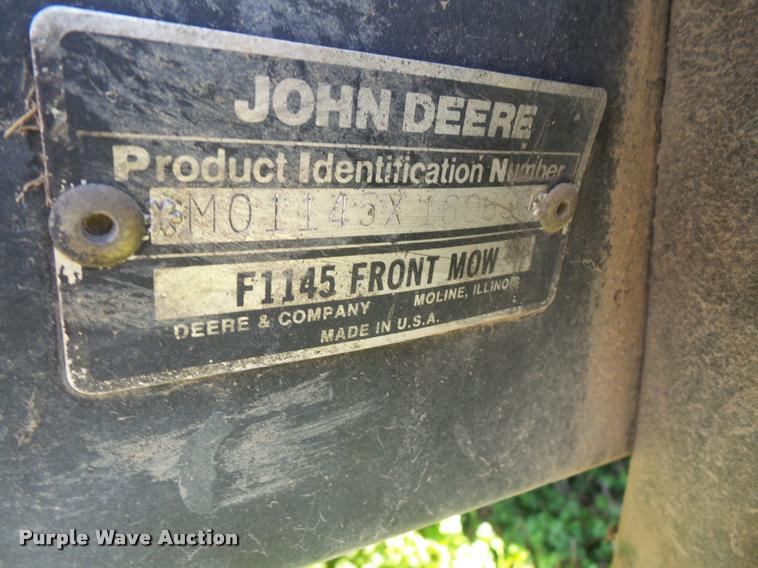 JOHN DEERE
Product Identification Number
F1145 FRONT MOW
DEERE & COMPANY MOLINE, ILLINOIS
MADE IN U.S.A.
Purple Wave Auction